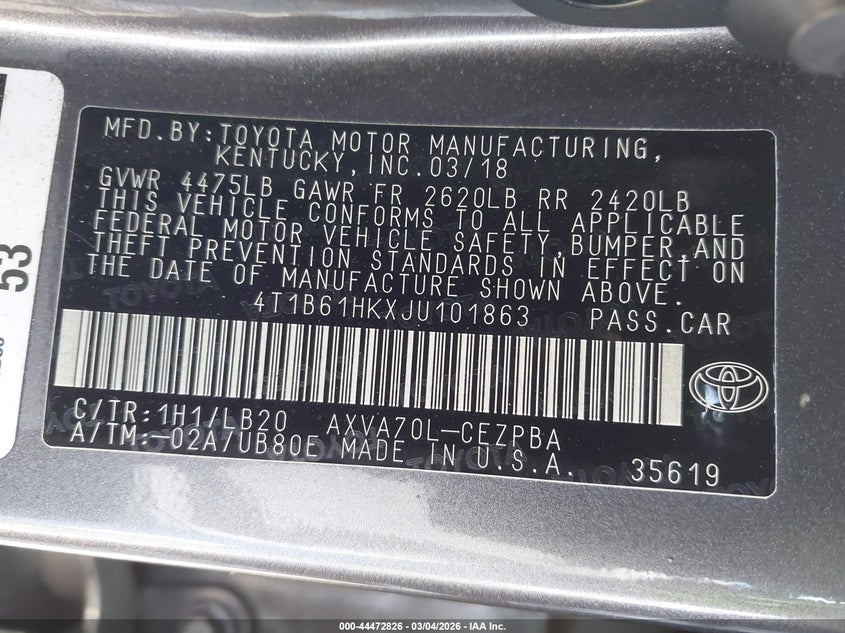 MFD.BY:TOYOTA MOTOR MANUFACTURING,
KENTUCKY,INC.03/18
GVWR 4475LB GAWR FR 2620LB RR 2420LB
THIS VEHICLE CONFORMS TO ALL APPLICABLE
FEDERAL MOTOR VEHICLE SAFETY,BUMPER,AND
THEFT PREVENTION STANDARDS IN EFFECT ON
THE DATE OF MANUFACTURE SHOWN ABOVE.
4T1B61HKXJU101863 PASS.CAR
C/TR:1H1/LB20 AXVA70L-CEZPBA
A/TM:-02A/UB80E MADE IN U.S.A. 35619
53
000-44472826 | 03/04/2026 | IAA Inc.